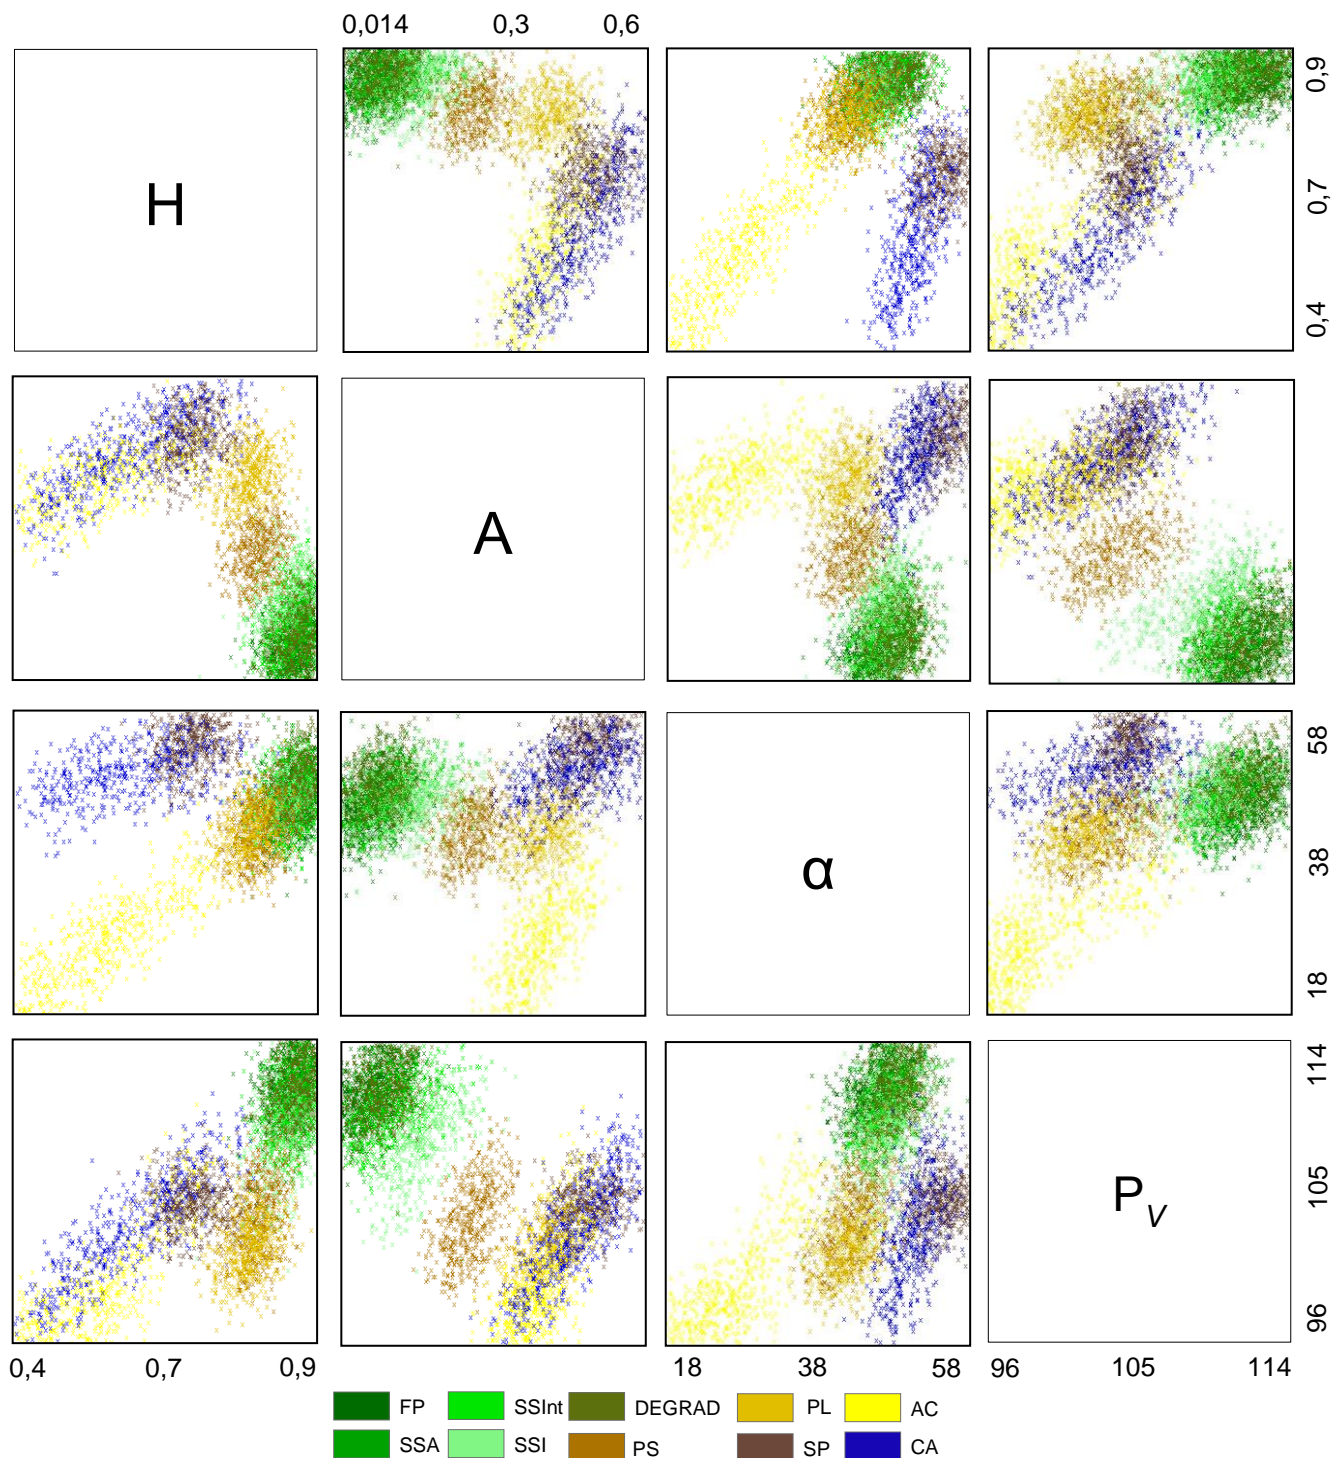 0,014 0,3 0,6
H
0,9
0,7
0,4
A
α
58
38
18
P_V
114
105
96
0,4 0,7 0,9 18 38 58 96 105 114
FP SSInt DEGRAD PL AC
SSA SSI PS SP CA